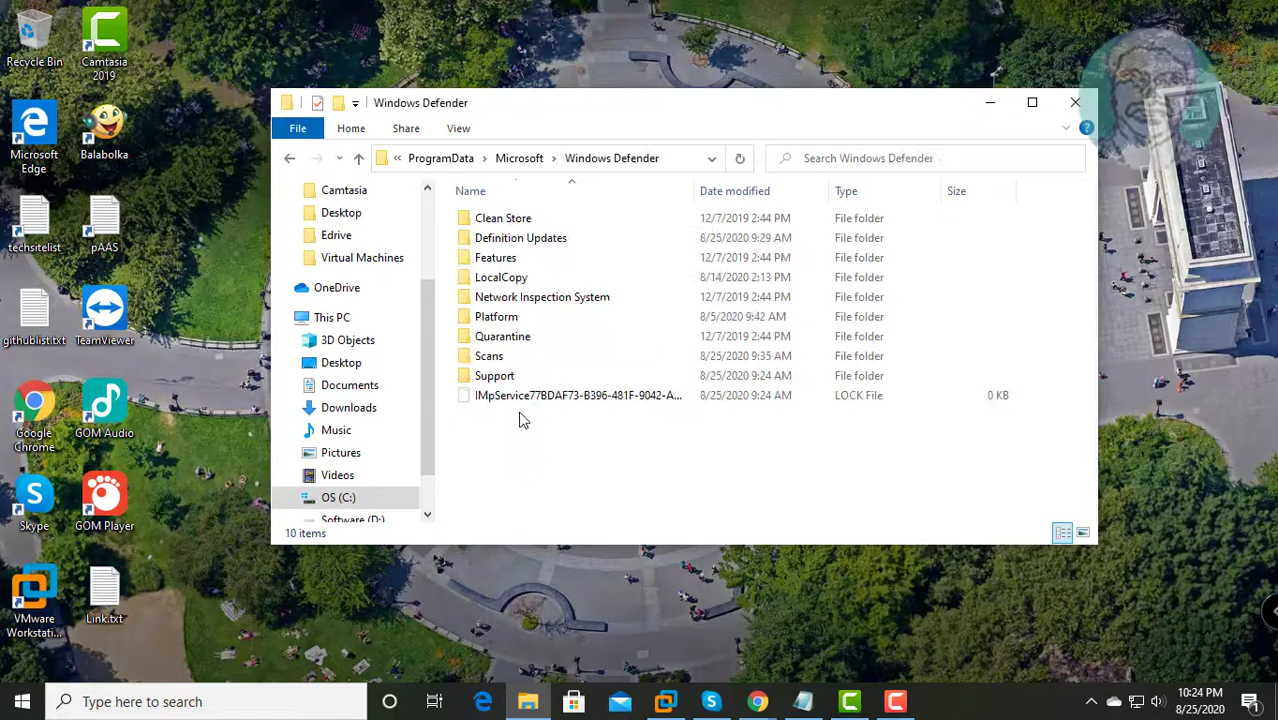 Recycle Bin
Camtasia
2019
Microsoft
Edge
Balabolka
techsitelist
pAAS
githublist.txt
TeamViewer
Google
Chrome
GOM Audio
Skype
GOM Player
VMware
Workstati...
Link.txt
Windows Defender
File
Home
Share
View
ProgramData
Microsoft
Windows Defender
Search Windows Defender
Camtasia
Desktop
Edrive
Virtual Machines
OneDrive
This PC
3D Objects
Desktop
Documents
Downloads
Music
Pictures
Videos
OS (C:)
Software (D:)
Name Date modified Type Size
Clean Store 12/7/2019 2:44 PM File folder
Definition Updates 8/25/2020 9:29 AM File folder
Features 12/7/2019 2:44 PM File folder
LocalCopy 8/14/2020 2:13 PM File folder
Network Inspection System 12/7/2019 2:44 PM File folder
Platform 8/5/2020 9:42 AM File folder
Quarantine 12/7/2019 2:44 PM File folder
Scans 8/25/2020 9:35 AM File folder
Support 8/25/2020 9:24 AM File folder
IMpService77BDAF73-B396-481F-9042-A... 8/25/2020 9:24 AM LOCK File 0 KB
10 items
Type here to search
10:24 PM
8/25/2020
1